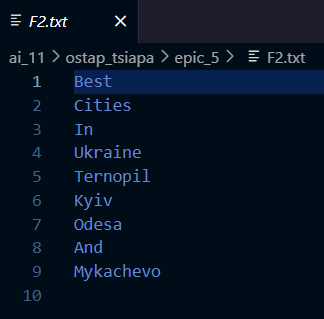 F2.txt
ai_11 > ostap_tsiapa > epic_5 > F2.txt
1 Best
2 Cities
3 In
4 Ukraine
5 Ternopil
6 Kyiv
7 Odesa
8 And
9 Mykachevo
10